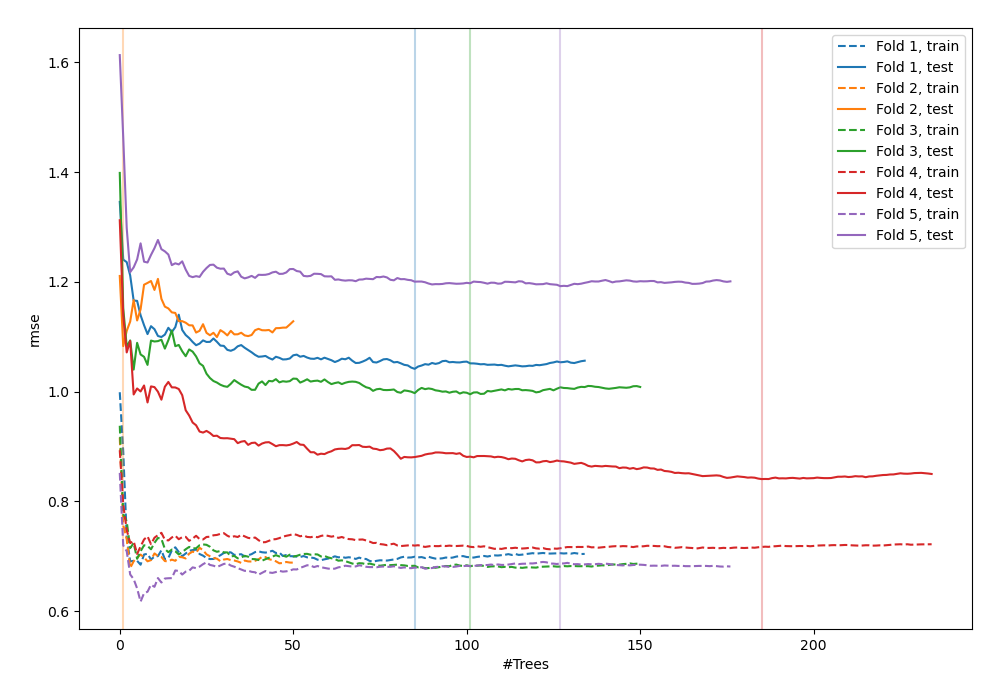 rmse
1.6
1.4
1.2
1.0
0.8
0.6
0
50
100
150
200
#Trees
Fold 1, train
Fold 1, test
Fold 2, train
Fold 2, test
Fold 3, train
Fold 3, test
Fold 4, train
Fold 4, test
Fold 5, train
Fold 5, test